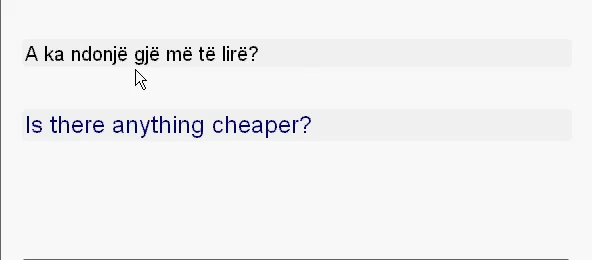 A ka ndonjë gjë më të lirë?
Is there anything cheaper?